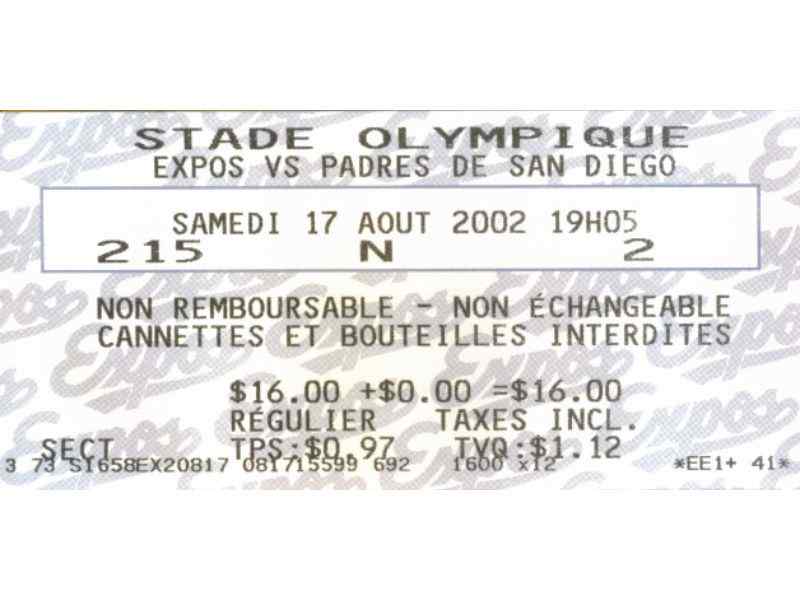 STADE OLYMPIQUE
EXPOS VS PADRES DE SAN DIEGO
SAMEDI 17 AOUT 2002 19H05
215 N 2
NON REMBOURSABLE - NON ÉCHANGEABLE
CANNETTES ET BOUTEILLES INTERDITES
$16.00 +$0.00 =$16.00
RÉGULIER TAXES INCL.
SECT TPS:$0.97 TVQ:$1.12
3 73 S1658EX20817 081715599 692 1600 x12 *EE1+ 41*
Expos